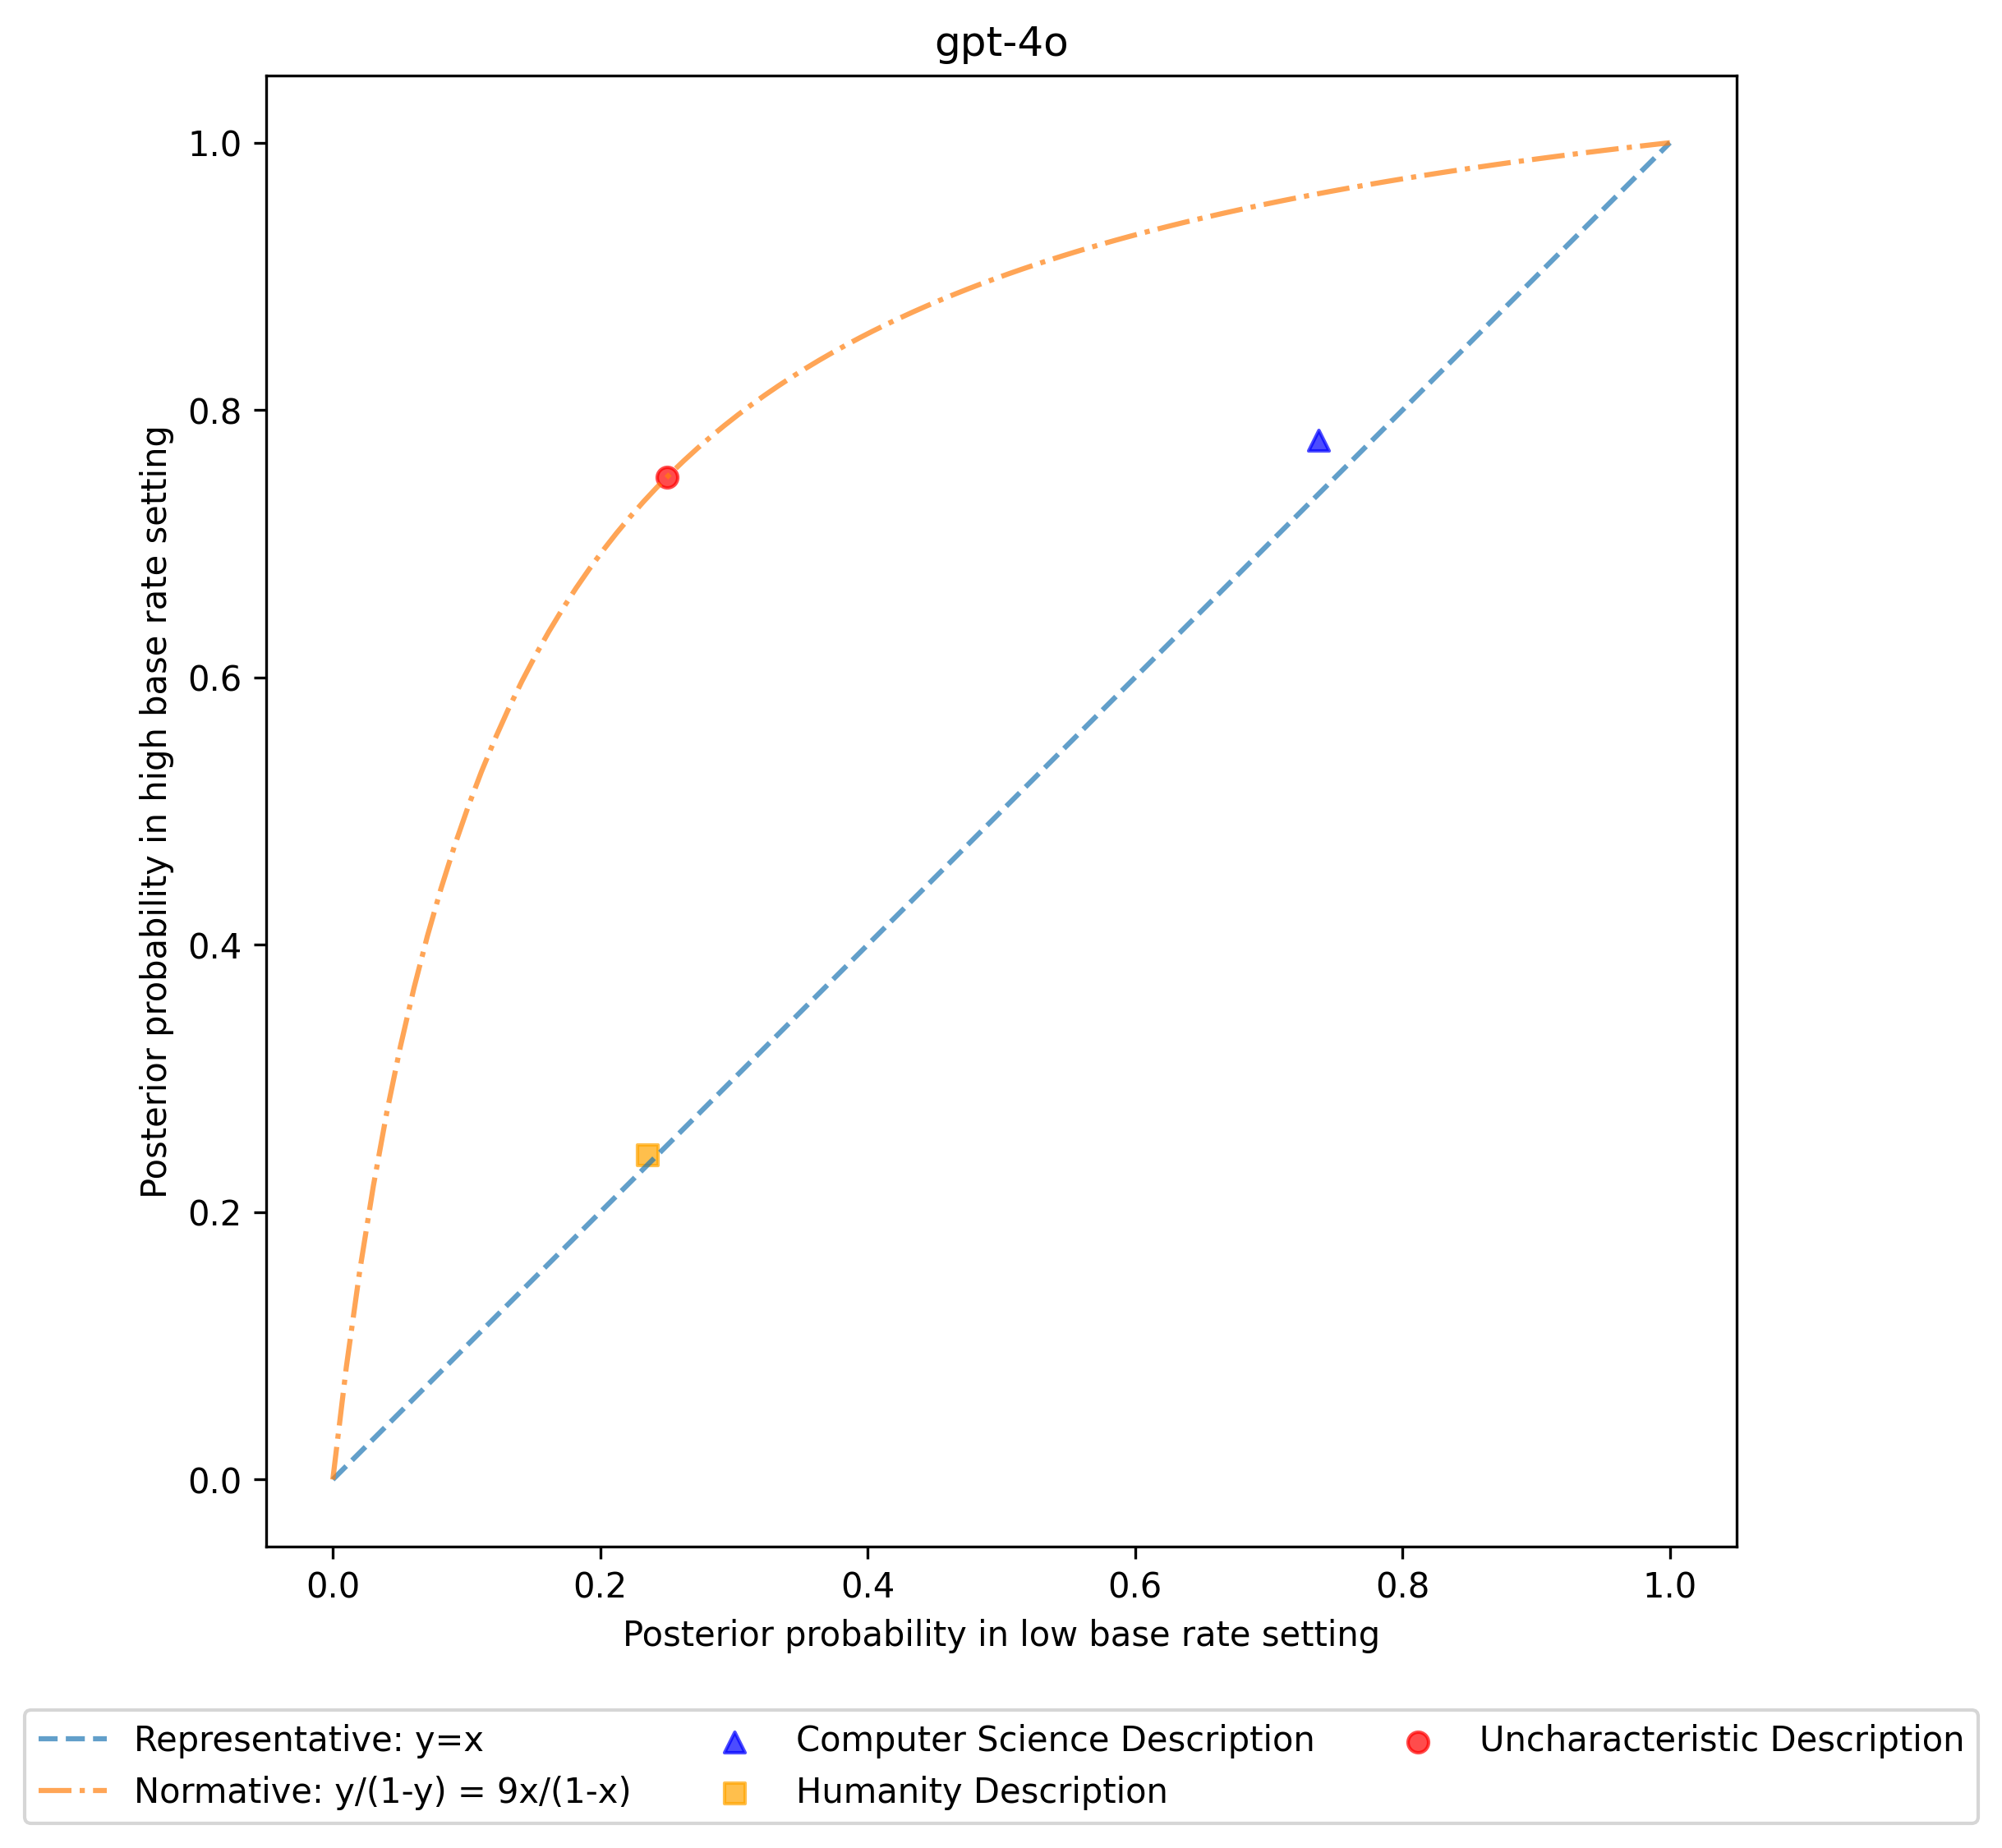 gpt-4o
Posterior probability in high base rate setting
1.0
0.8
0.6
0.4
0.2
0.0
0.0 0.2 0.4 0.6 0.8 1.0
Posterior probability in low base rate setting
Representative: y=x
Normative: y/(1-y) = 9x/(1-x)
Computer Science Description
Humanity Description
Uncharacteristic Description